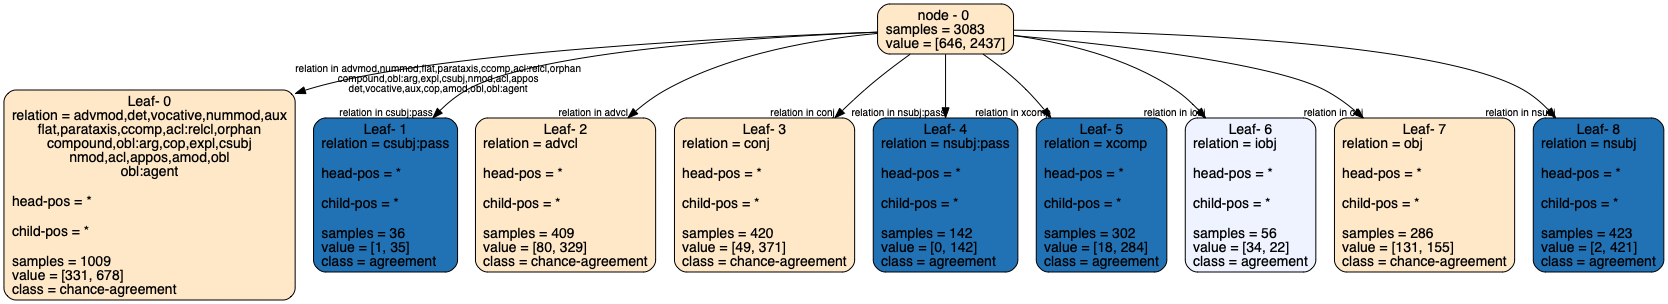 node - 0
samples = 3083
value = [646, 2437]
relation in advmod,nummod,flat,parataxis,ccomp,acl:relcl,orphan
compound,obl:arg,expl,csubj,nmod,acl,appos
det,vocative,aux,cop,amod,obl,obl:agent
relation in csubj:pass
relation in advcl
relation in conj
relation in nsubj:pass
relation in xcomp
relation in iobj
relation in obj
relation in nsubj
Leaf- 0
relation = advmod,det,vocative,nummod,aux
flat,parataxis,ccomp,acl:relcl,orphan
compound,obl:arg,cop,expl,csubj
nmod,acl,appos,amod,obl
obl:agent
head-pos = *
child-pos = *
samples = 1009
value = [331, 678]
class = chance-agreement
Leaf- 1
relation = csubj:pass
head-pos = *
child-pos = *
samples = 36
value = [1, 35]
class = agreement
Leaf- 2
relation = advcl
head-pos = *
child-pos = *
samples = 409
value = [80, 329]
class = chance-agreement
Leaf- 3
relation = conj
head-pos = *
child-pos = *
samples = 420
value = [49, 371]
class = chance-agreement
Leaf- 4
relation = nsubj:pass
head-pos = *
child-pos = *
samples = 142
value = [0, 142]
class = agreement
Leaf- 5
relation = xcomp
head-pos = *
child-pos = *
samples = 302
value = [18, 284]
class = agreement
Leaf- 6
relation = iobj
head-pos = *
child-pos = *
samples = 56
value = [34, 22]
class = agreement
Leaf- 7
relation = obj
head-pos = *
child-pos = *
samples = 286
value = [131, 155]
class = chance-agreement
Leaf- 8
relation = nsubj
head-pos = *
child-pos = *
samples = 423
value = [2, 421]
class = agreement